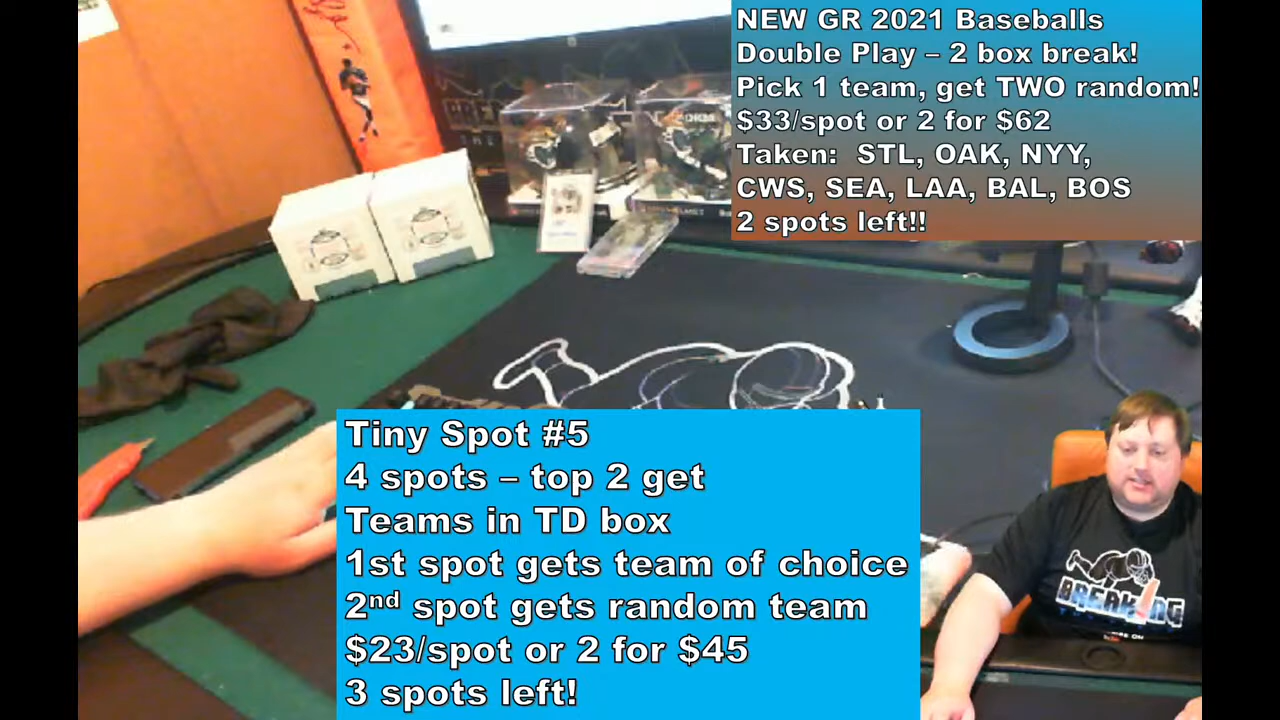 NEW GR 2021 Baseballs
Double Play – 2 box break!
Pick 1 team, get TWO random!
$33/spot or 2 for $62
Taken:  STL, OAK, NYY,
CWS, SEA, LAA, BAL, BOS
2 spots left!!
Tiny Spot #5
4 spots – top 2 get
Teams in TD box
1st spot gets team of choice
2nd spot gets random team
$23/spot or 2 for $45
3 spots left!
BREAKING